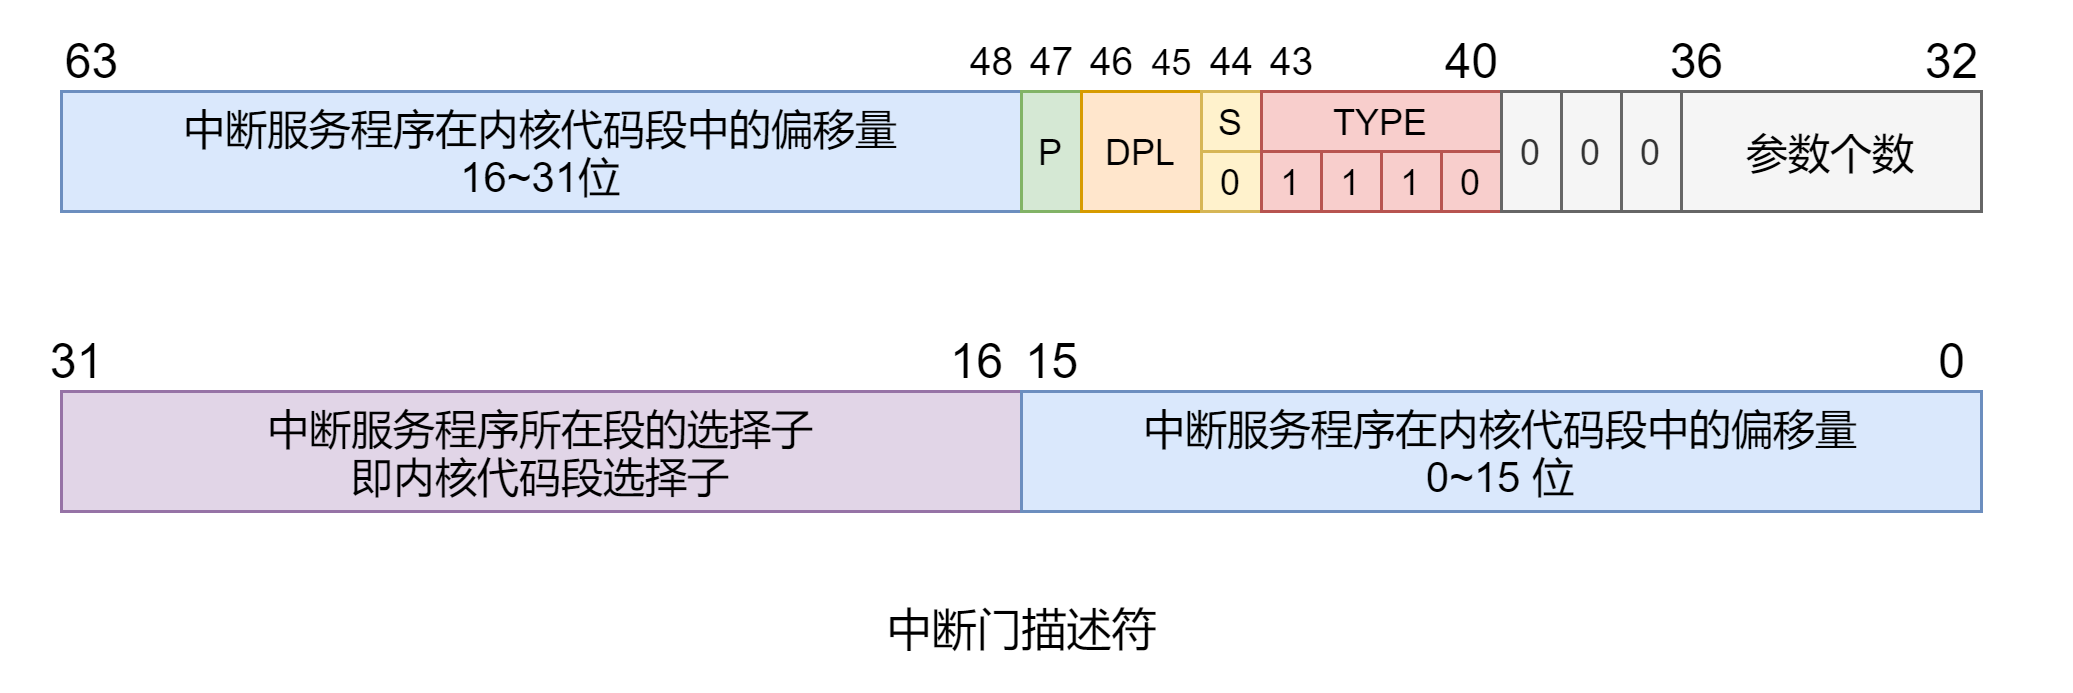 63 48 47 46 45 44 43 40 36 32
中断服务程序在内核代码段中的偏移量
16~31位
P DPL S TYPE 0 0 0 参数个数
0 1 1 1 0
31 16 15 0
中断服务程序所在段的选择子
即内核代码段选择子
中断服务程序在内核代码段中的偏移量
0~15 位
中断门描述符